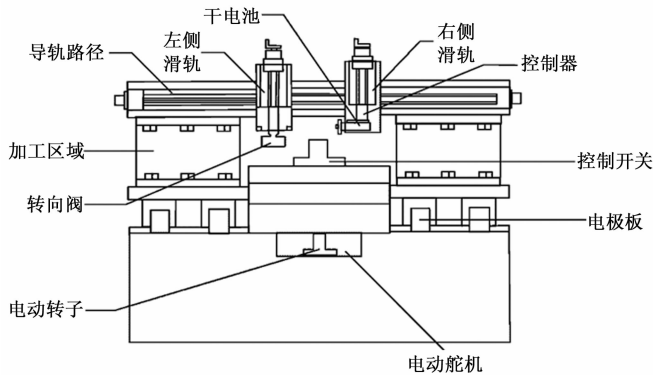 干电池
左侧
滑轨
右侧
滑轨
导轨路径
控制器
加工区域
控制开关
转向阀
电极板
电动转子
电动舵机